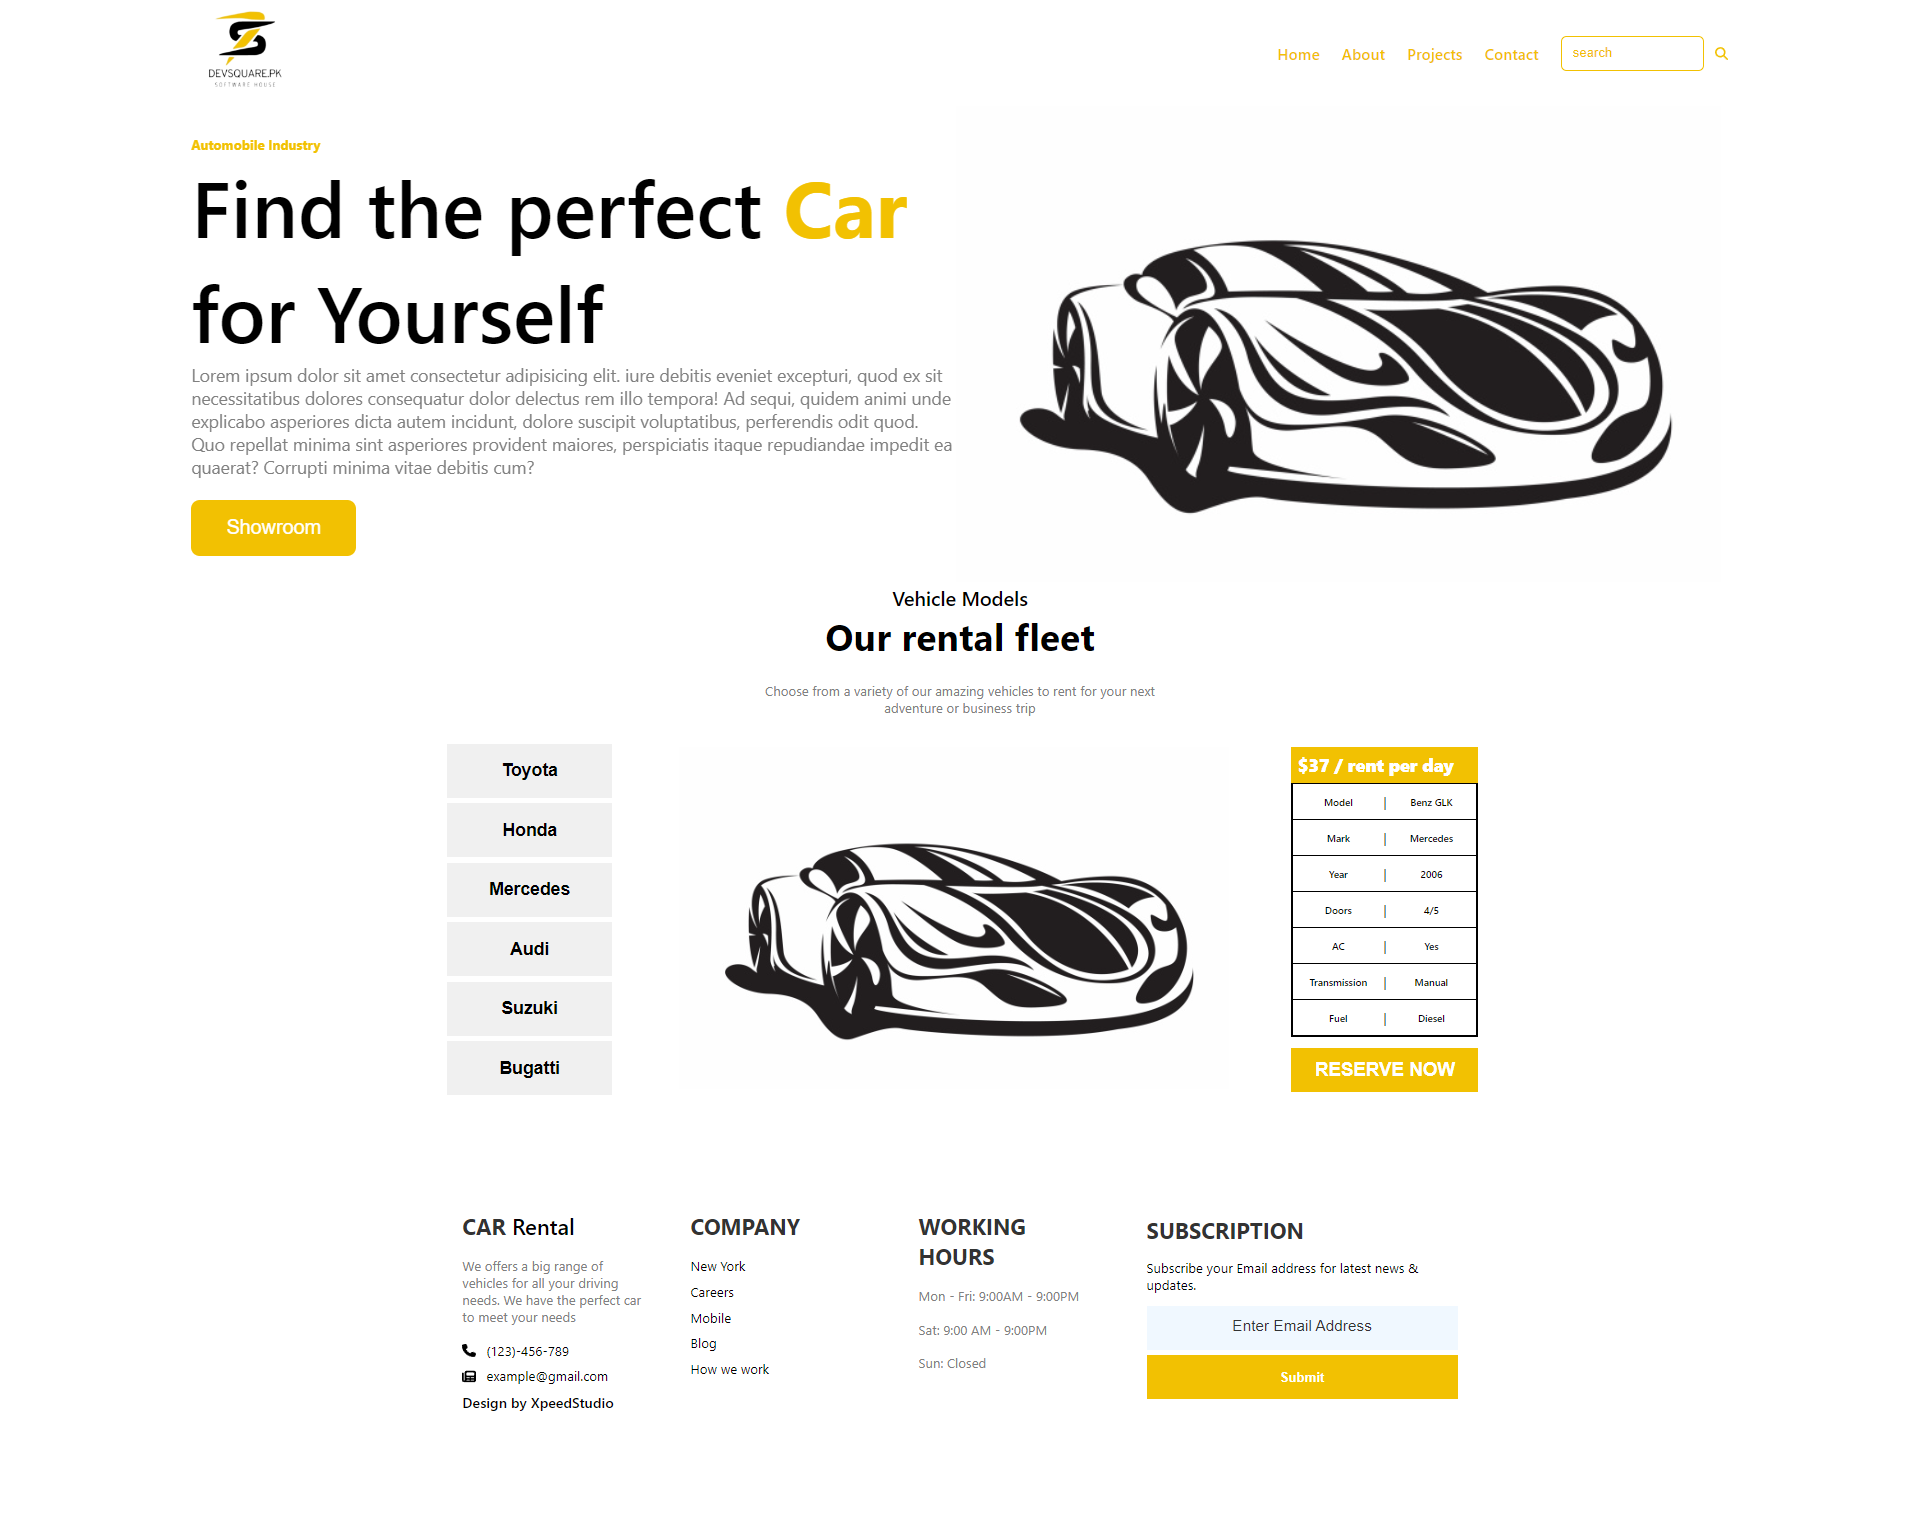 DEVSQUARE.PK
SOFTWARE HOUSE
Home About Projects Contact search
Automobile Industry
Find the perfect Car
for Yourself
Lorem ipsum dolor sit amet consectetur adipisicing elit. iure debitis eveniet excepturi, quod ex sit
necessitatibus dolores consequatur dolor delectus rem illo tempora! Ad sequi, quidem animi unde
explicabo asperiores dicta autem incidunt, dolore suscipit voluptatibus, perferendis odit quod.
Quo repellat minima sint asperiores provident maiores, perspiciatis itaque repudiandae impedit ea
quaerat? Corrupti minima vitae debitis cum?
Showroom
Vehicle Models
Our rental fleet
Choose from a variety of our amazing vehicles to rent for your next
adventure or business trip
Toyota
Honda
Mercedes
Audi
Suzuki
Bugatti
$37 / rent per day
Model | Benz GLK
Mark | Mercedes
Year | 2006
Doors | 4/5
AC | Yes
Transmission | Manual
Fuel | Diesel
RESERVE NOW
CAR Rental
We offers a big range of
vehicles for all your driving
needs. We have the perfect car
to meet your needs
(123)-456-789
example@gmail.com
Design by XpeedStudio
COMPANY
New York
Careers
Mobile
Blog
How we work
WORKING
HOURS
Mon - Fri: 9:00AM - 9:00PM
Sat: 9:00 AM - 9:00PM
Sun: Closed
SUBSCRIPTION
Subscribe your Email address for latest news &
updates.
Enter Email Address
Submit